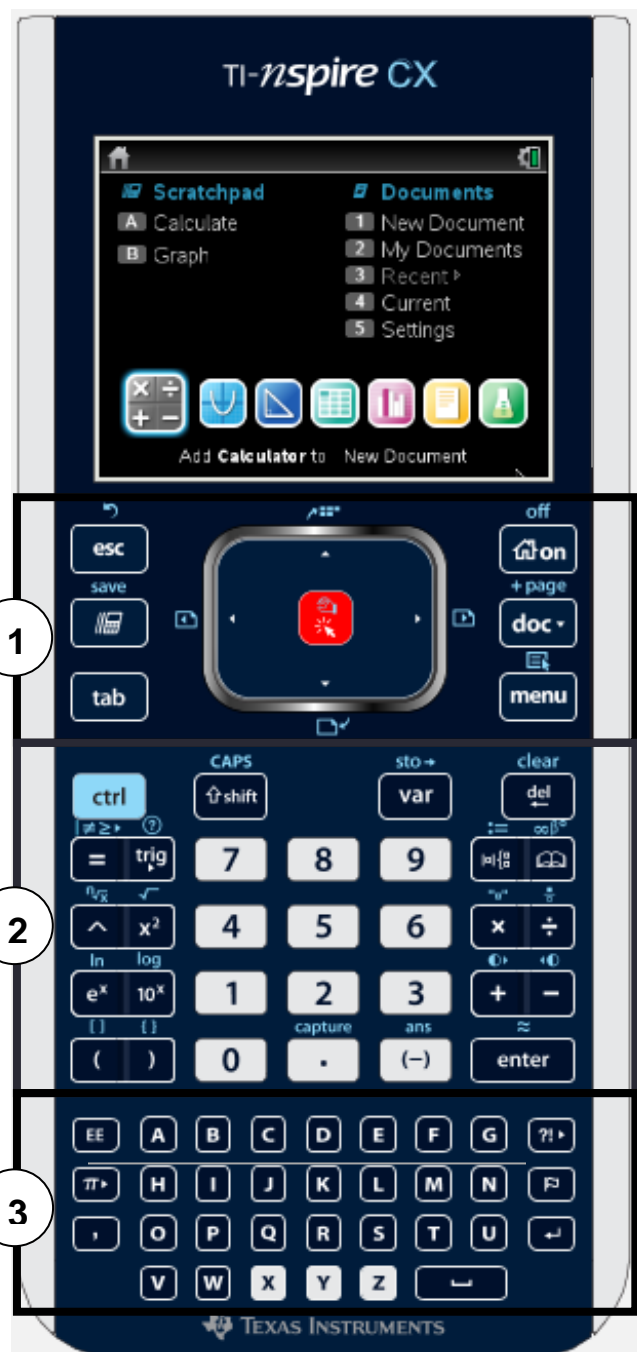 TI-nspire CX
Scratchpad Documents
A Calculate 1 New Document
B Graph 2 My Documents
3 Recent ▸
4 Current
5 Settings
Add Calculator to New Document
off
esc on
save + page
1 doc ▾
tab menu
CAPS sto→ clear
ctrl ⇧shift var del
[≠≥▸ ? := ∞β°
= trig 7 8 9
ⁿ√x √ "▫" ▫/▫
2 ^ x² 4 5 6 × ÷
ln log
eˣ 10ˣ 1 2 3 + −
[ ] { } capture ans ≈
( ) 0 . (−) enter
EE A B C D E F G ?!▸
3 π▸ H I J K L M N
, O P Q R S T U ↵
V W X Y Z
TEXAS INSTRUMENTS